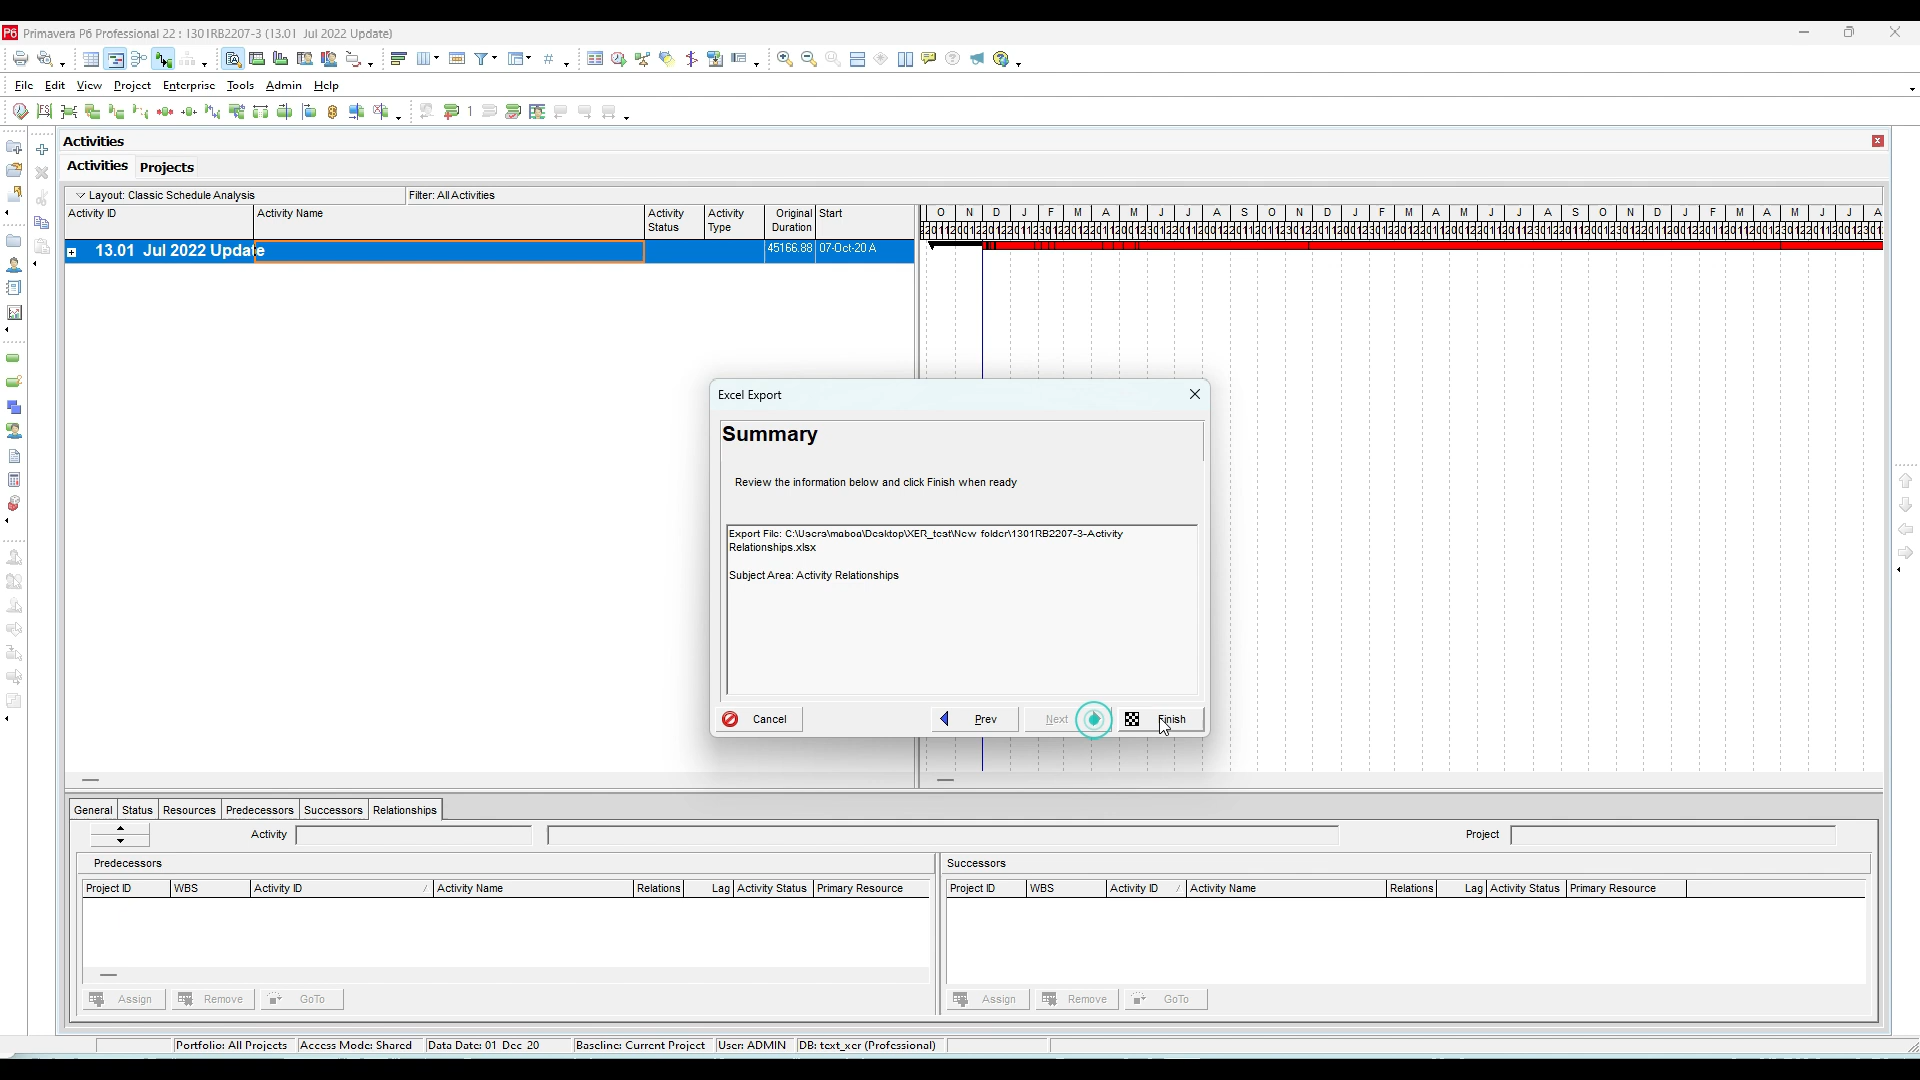 P6 Primavera P6 Professional 22 : 1301RB2207-3 (13.01 Jul 2022 Update)
File Edit View Project Enterprise Tools Admin Help
Activities
Activities Projects
Layout: Classic Schedule Analysis Filter: All Activities
Activity ID Activity Name Activity Status Activity Type Original Duration Start
O N D J F M A M J J A S O N D J F M A M J J A S O N D J F M A M J J A
13.01 Jul 2022 Update 45166.88 07-Oct-20 A
Excel Export
Summary
Review the information below and click Finish when ready
Export File: C:\Users\maboa\Desktop\XER_test\New folder\1301RB2207-3-Activity
Relationships.xlsx
Subject Area: Activity Relationships
Cancel Prev Next Finish
General Status Resources Predecessors Successors Relationships
Activity Project
Predecessors Successors
Project ID WBS Activity ID Activity Name Relations Lag Activity Status Primary Resource Project ID WBS Activity ID Activity Name Relations Lag Activity Status Primary Resource
Assign Remove GoTo Assign Remove GoTo
Portfolio: All Projects Access Mode: Shared Data Date: 01 Dec 20 Baseline: Current Project User: ADMIN DB: text_xer (Professional)